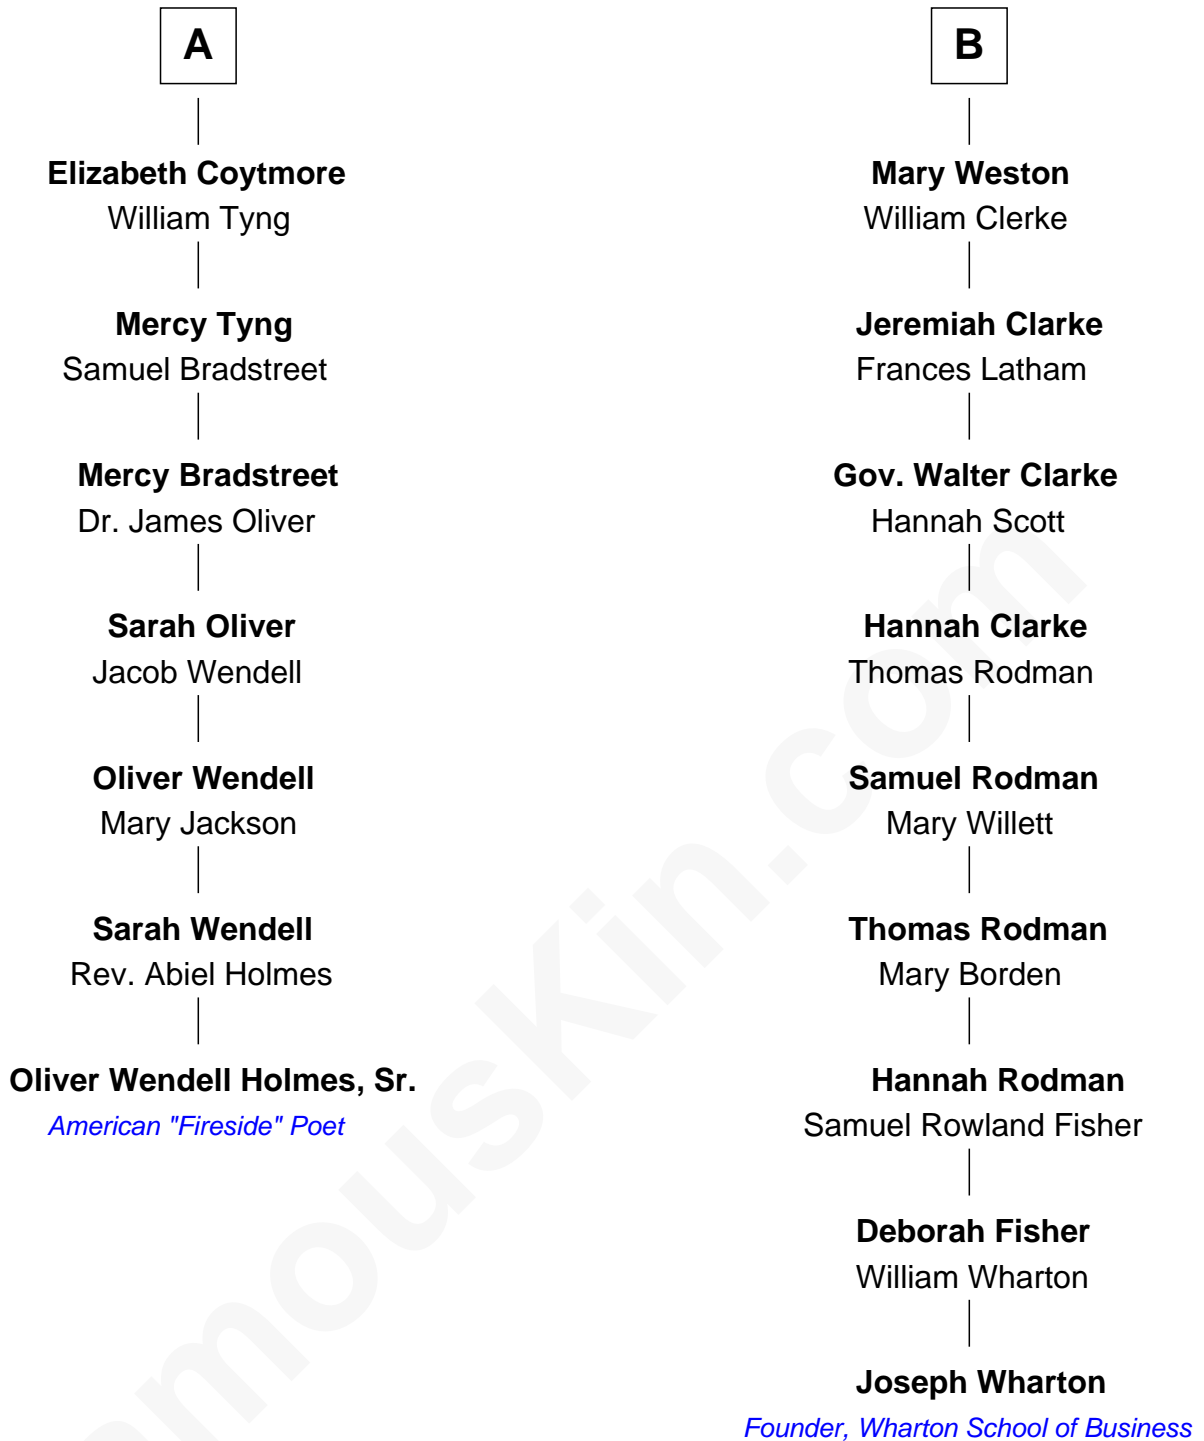 A
Elizabeth Coytmore
William Tyng
Mercy Tyng
Samuel Bradstreet
Mercy Bradstreet
Dr. James Oliver
Sarah Oliver
Jacob Wendell
Oliver Wendell
Mary Jackson
Sarah Wendell
Rev. Abiel Holmes
Oliver Wendell Holmes, Sr.
American "Fireside" Poet
B
Mary Weston
William Clerke
Jeremiah Clarke
Frances Latham
Gov. Walter Clarke
Hannah Scott
Hannah Clarke
Thomas Rodman
Samuel Rodman
Mary Willett
Thomas Rodman
Mary Borden
Hannah Rodman
Samuel Rowland Fisher
Deborah Fisher
William Wharton
Joseph Wharton
Founder, Wharton School of Business
amouskin.com